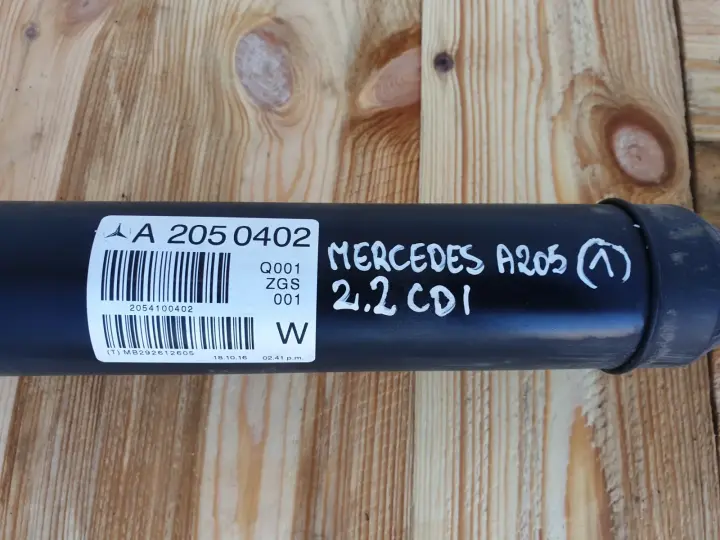 A 205 0402
Q001
ZGS
001
2054100402
W
(T) MB292612605 18.10.16 02.41 p.m.
MERCEDES A205 (1)
2.2 CDI